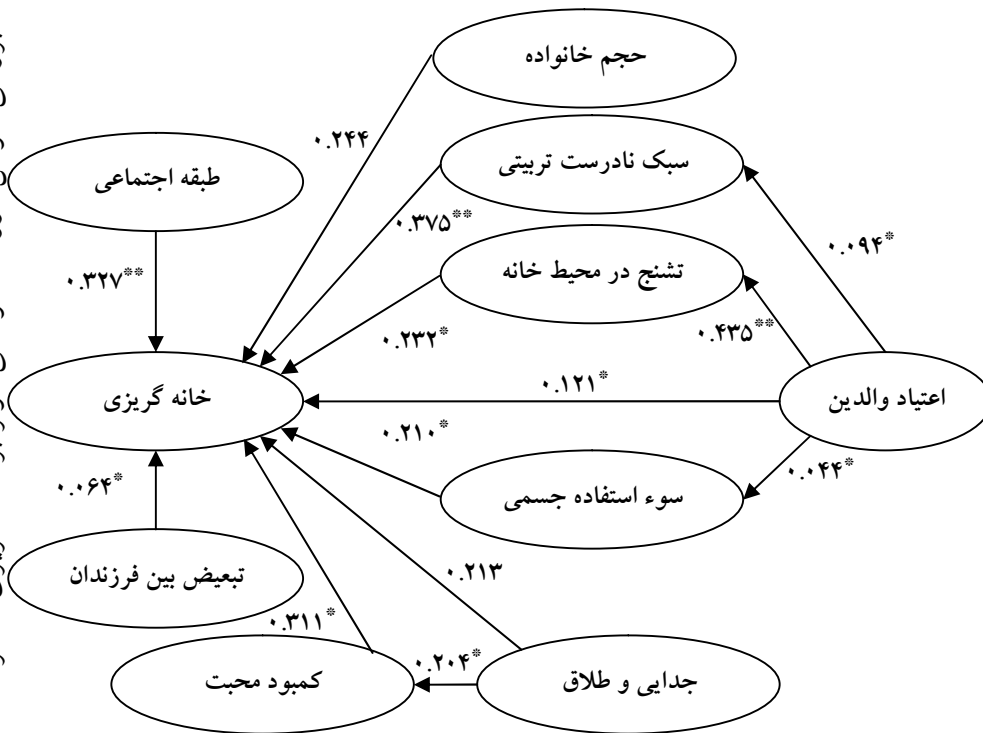 حجم خانواده
۰.۲۴۴
سبک نادرست تربیتی
طبقه اجتماعی
۰.۳۷۵**
۰.۰۹۴*
تشنج در محیط خانه
۰.۳۲۷**
۰.۲۳۲*
۰.۴۳۵**
۰.۱۲۱*
خانه گریزی
اعتیاد والدین
۰.۲۱۰*
۰.۰۴۴*
۰.۰۶۴*
سوء استفاده جسمی
تبعیض بین فرزندان
۰.۲۱۳
۰.۳۱۱*
۰.۲۰۴*
جدایی و طلاق
کمبود محبت